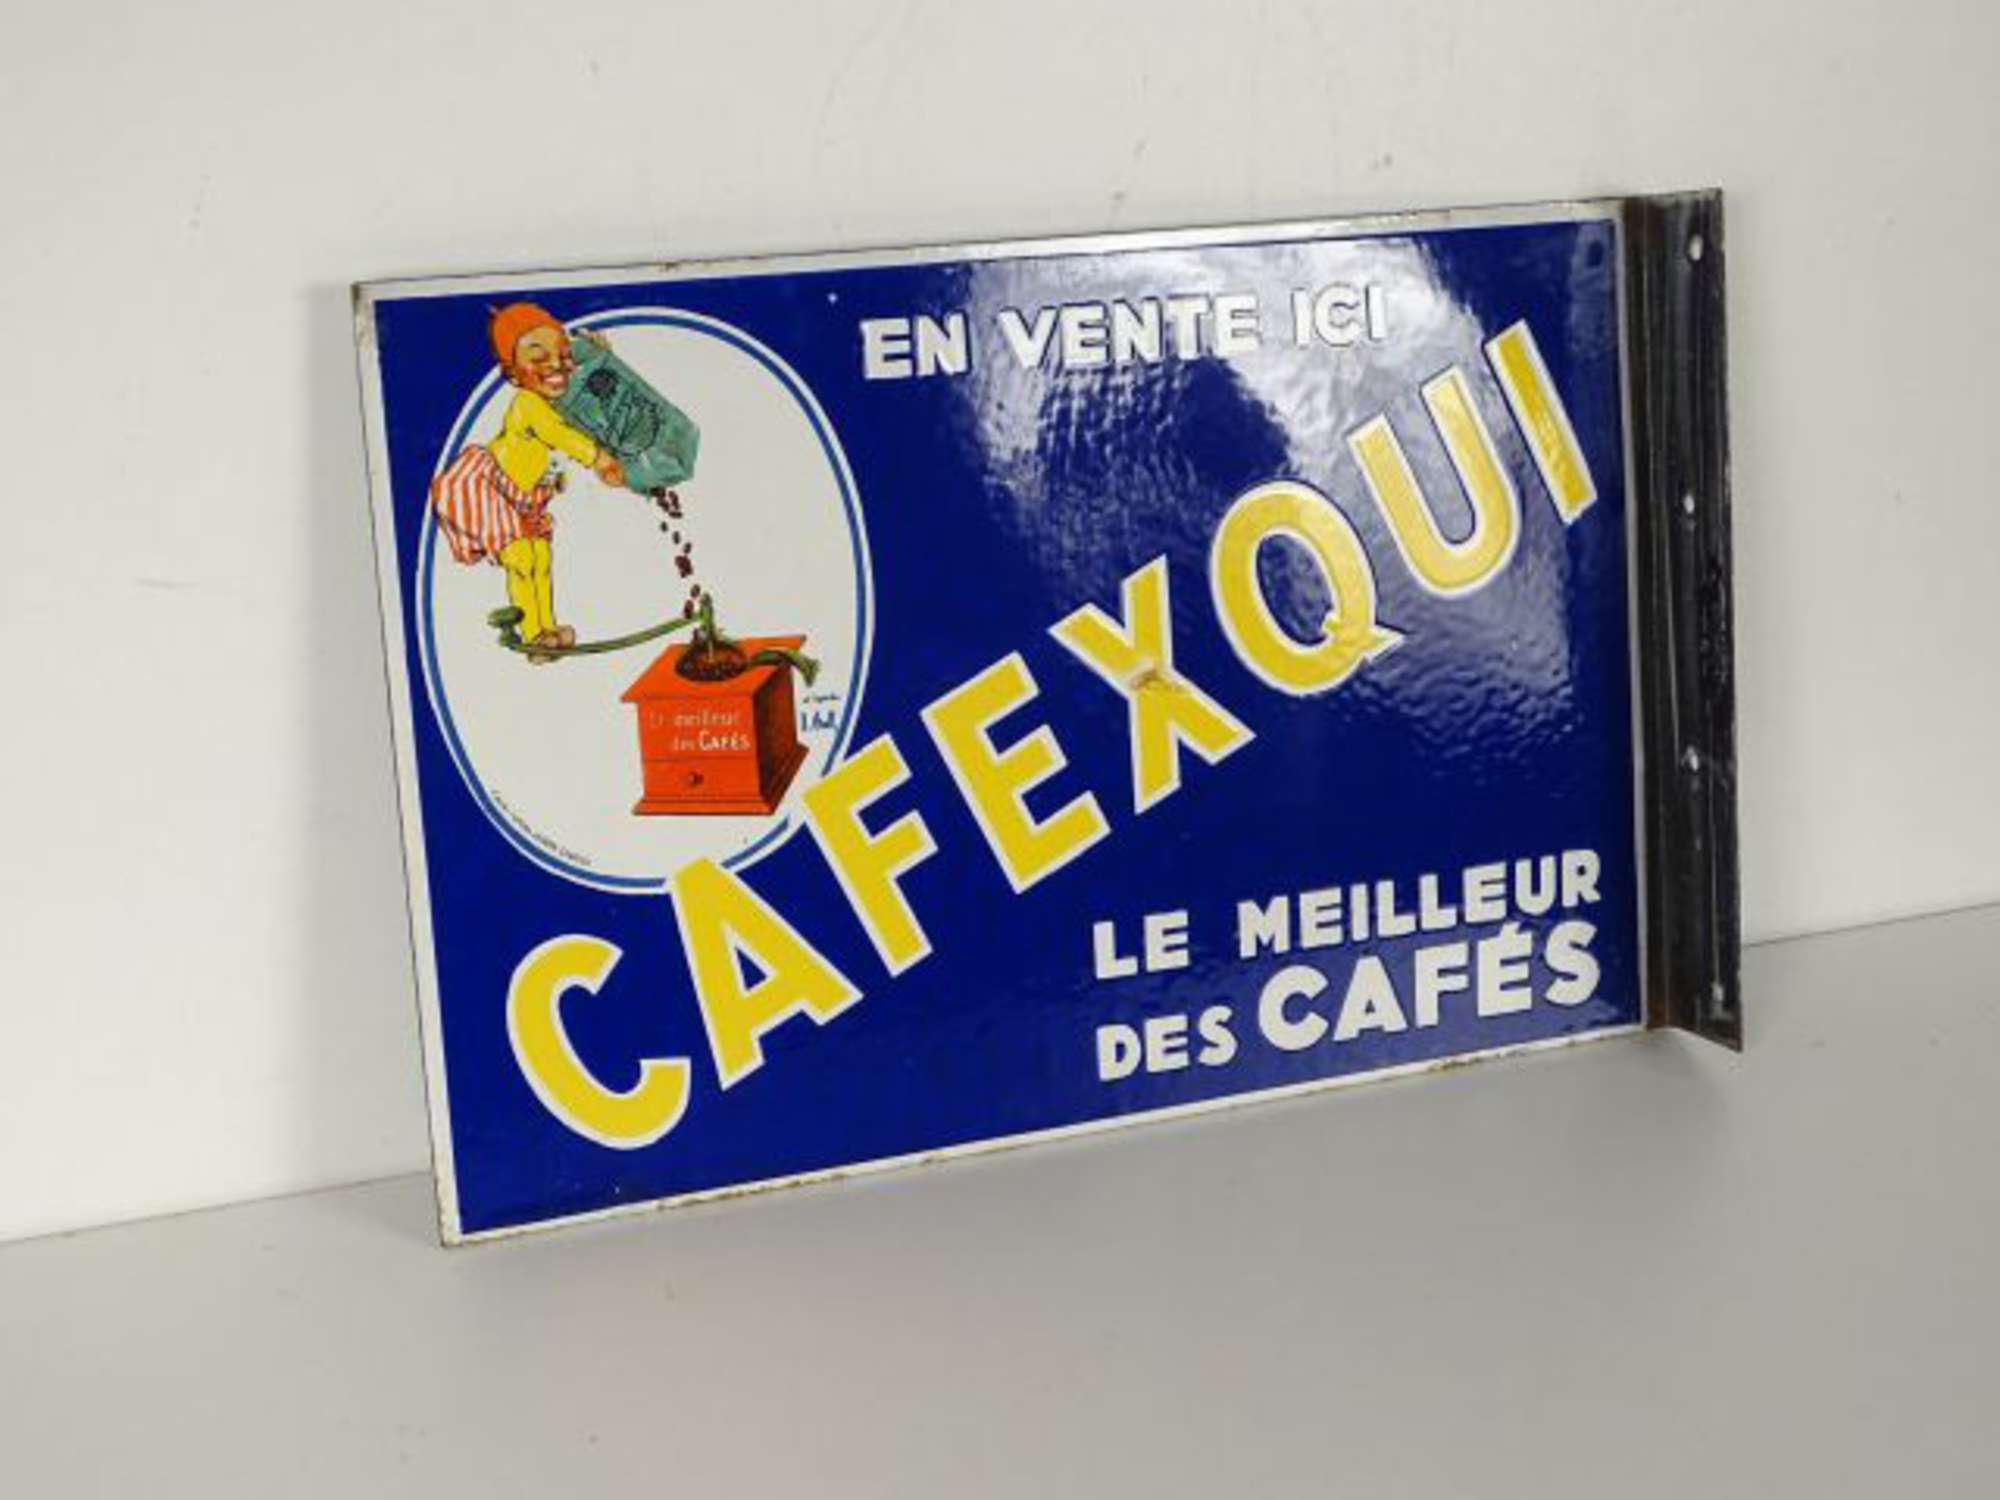 EN VENTE ICI
CAFEXQUI
Le meilleur
des CAFÉS
LE MEILLEUR
DES CAFÉS